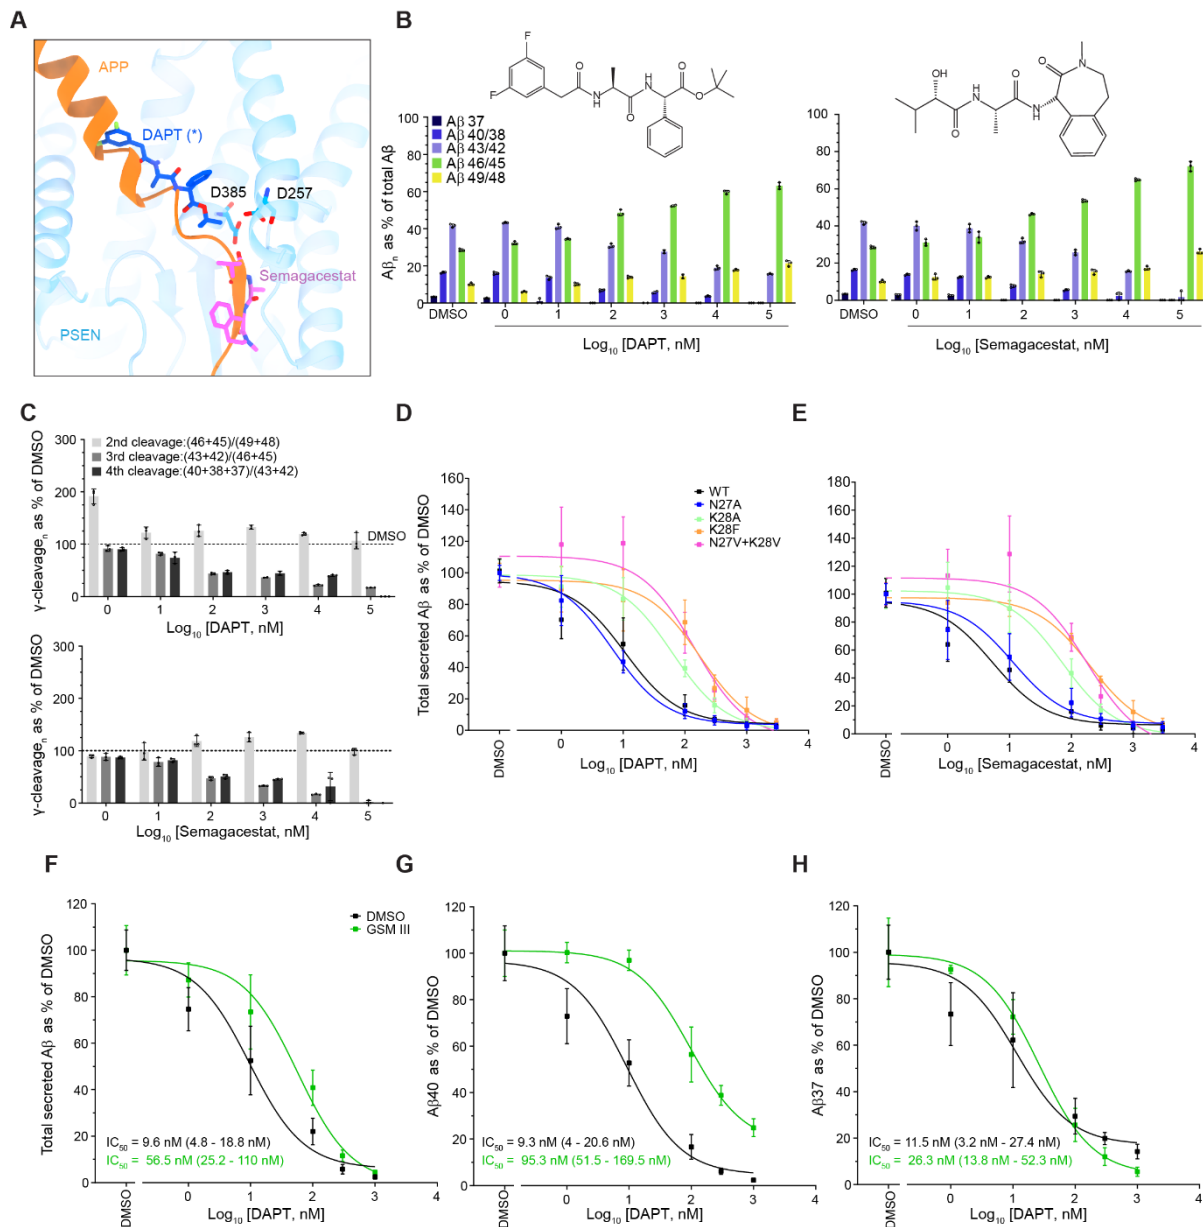 A
APP
DAPT (*)
D385
D257
Semagacestat
PSEN
B
F
F
O
N
H
O
H
N
O
O
Aβ 37
Aβ 40/38
Aβ 43/42
Aβ 46/45
Aβ 49/48
Aβn as % of total Aβ
100
80
60
40
20
0
DMSO
0
1
2
3
4
5
Log10 [DAPT, nM]
OH
O
H
N
O
N
H
O
N
100
80
60
40
20
0
DMSO
0
1
2
3
4
5
Log10 [Semagacestat, nM]
C
γ-cleavagen as % of DMSO
300
200
100
0
2nd cleavage:(46+45)/(49+48)
3rd cleavage:(43+42)/(46+45)
4th cleavage:(40+38+37)/(43+42)
DMSO
0
1
2
3
4
5
Log10 [DAPT, nM]
γ-cleavagen as % of DMSO
300
200
100
0
0
1
2
3
4
5
Log10 [Semagacestat, nM]
D
Total secreted Aβ as % of DMSO
160
140
120
100
80
60
40
20
0
WT
N27A
K28A
K28F
N27V+K28V
DMSO
0
1
2
3
4
Log10 [DAPT, nM]
E
180
160
140
120
100
80
60
40
20
0
DMSO
0
1
2
3
4
Log10 [Semagacestat, nM]
F
Total secreted Aβ as % of DMSO
120
100
80
60
40
20
0
DMSO
GSM III
IC50 = 9.6 nM (4.8 - 18.8 nM)
IC50 = 56.5 nM (25.2 - 110 nM)
DMSO
0
1
2
3
4
Log10 [DAPT, nM]
G
Aβ40 as % of DMSO
120
100
80
60
40
20
0
IC50 = 9.3 nM (4 - 20.6 nM)
IC50 = 95.3 nM (51.5 - 169.5 nM)
DMSO
0
1
2
3
4
Log10 [DAPT, nM]
H
Aβ37 as % of DMSO
120
100
80
60
40
20
0
IC50 = 11.5 nM (3.2 nM - 27.4 nM)
IC50 = 26.3 nM (13.8 nM - 52.3 nM)
DMSO
0
1
2
3
4
Log10 [DAPT, nM]